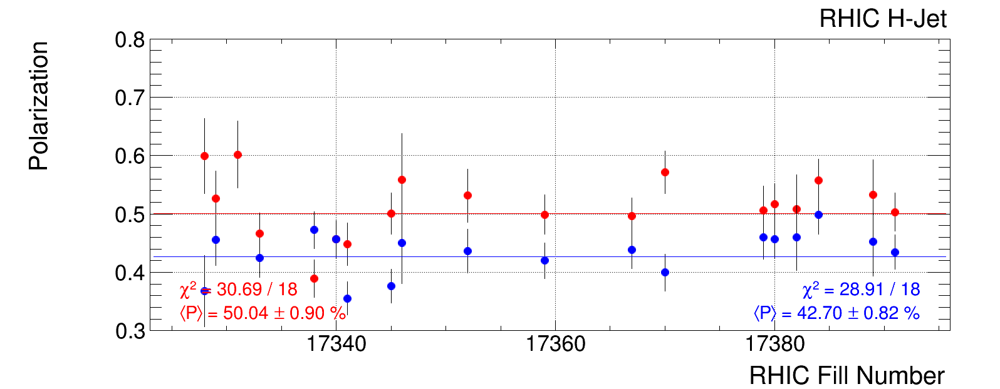 RHIC H-Jet
Polarization
0.8
0.7
0.6
0.5
0.4
0.3
χ² = 30.69 / 18
⟨P⟩ = 50.04 ± 0.90 %
χ² = 28.91 / 18
⟨P⟩ = 42.70 ± 0.82 %
17340 17360 17380
RHIC Fill Number